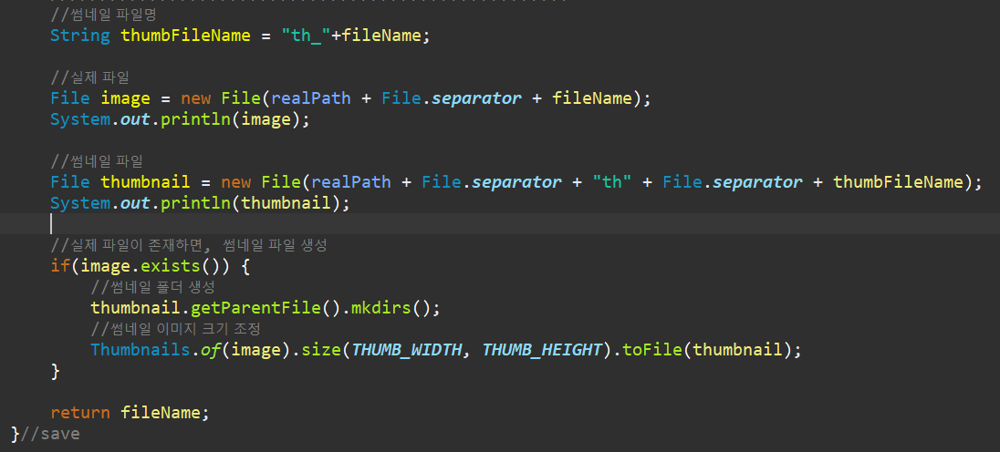 //썸네일 파일명
String thumbFileName = "th_"+fileName;
//실제 파일
File image = new File(realPath + File.separator + fileName);
System.out.println(image);
//썸네일 파일
File thumbnail = new File(realPath + File.separator + "th" + File.separator + thumbFileName);
System.out.println(thumbnail);
//실제 파일이 존재하면, 썸네일 파일 생성
if(image.exists()) {
//썸네일 폴더 생성
thumbnail.getParentFile().mkdirs();
//썸네일 이미지 크기 조정
Thumbnails.of(image).size(THUMB_WIDTH, THUMB_HEIGHT).toFile(thumbnail);
}
return fileName;
}//save